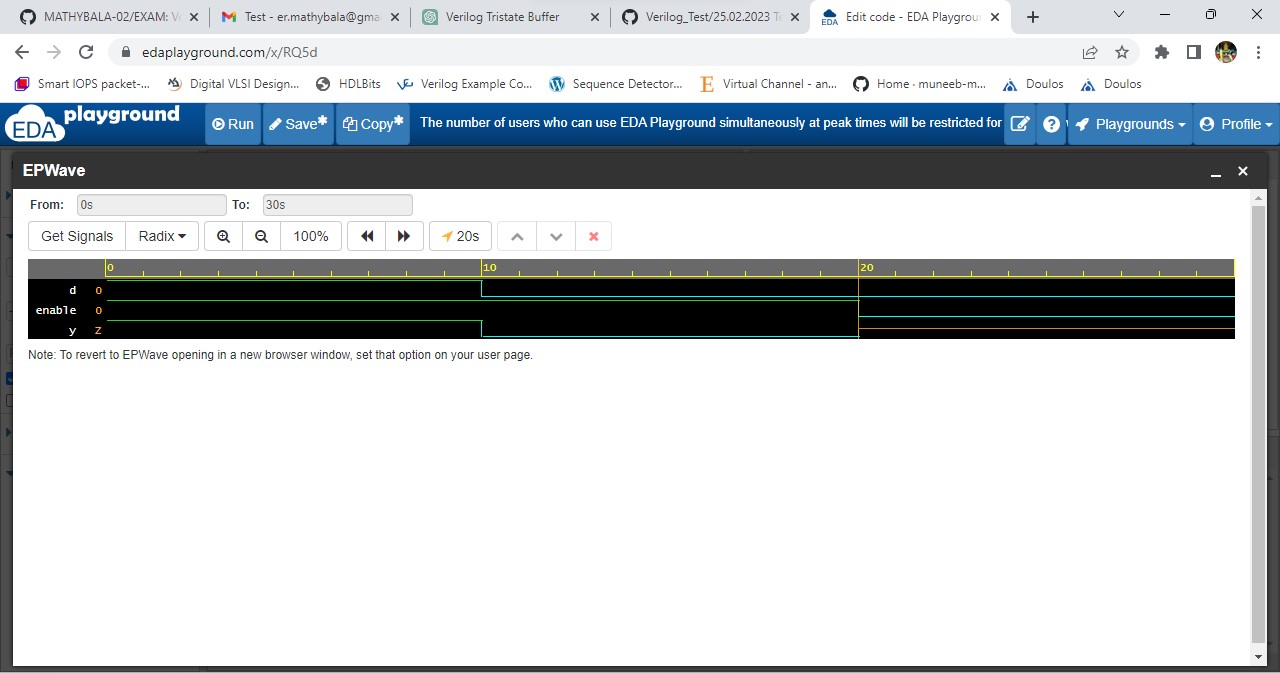 MATHYBALA-02/EXAM: V
Test - er.mathybala@gma
Verilog Tristate Buffer
Verilog_Test/25.02.2023 T
Edit code - EDA Playgrou
edaplayground.com/x/RQ5d
Smart IOPS packet-...
Digital VLSI Design...
HDLBits
Verilog Example Co...
Sequence Detector...
Virtual Channel - an...
Home · muneeb-m...
Doulos
Doulos
EDA playground
Run
Save*
Copy*
The number of users who can use EDA Playground simultaneously at peak times will be restricted for
Playgrounds
Profile
EPWave
From: 0s To: 30s
Get Signals Radix 100% 20s
0 10 20
d 0
enable 0
y Z
Note: To revert to EPWave opening in a new browser window, set that option on your user page.